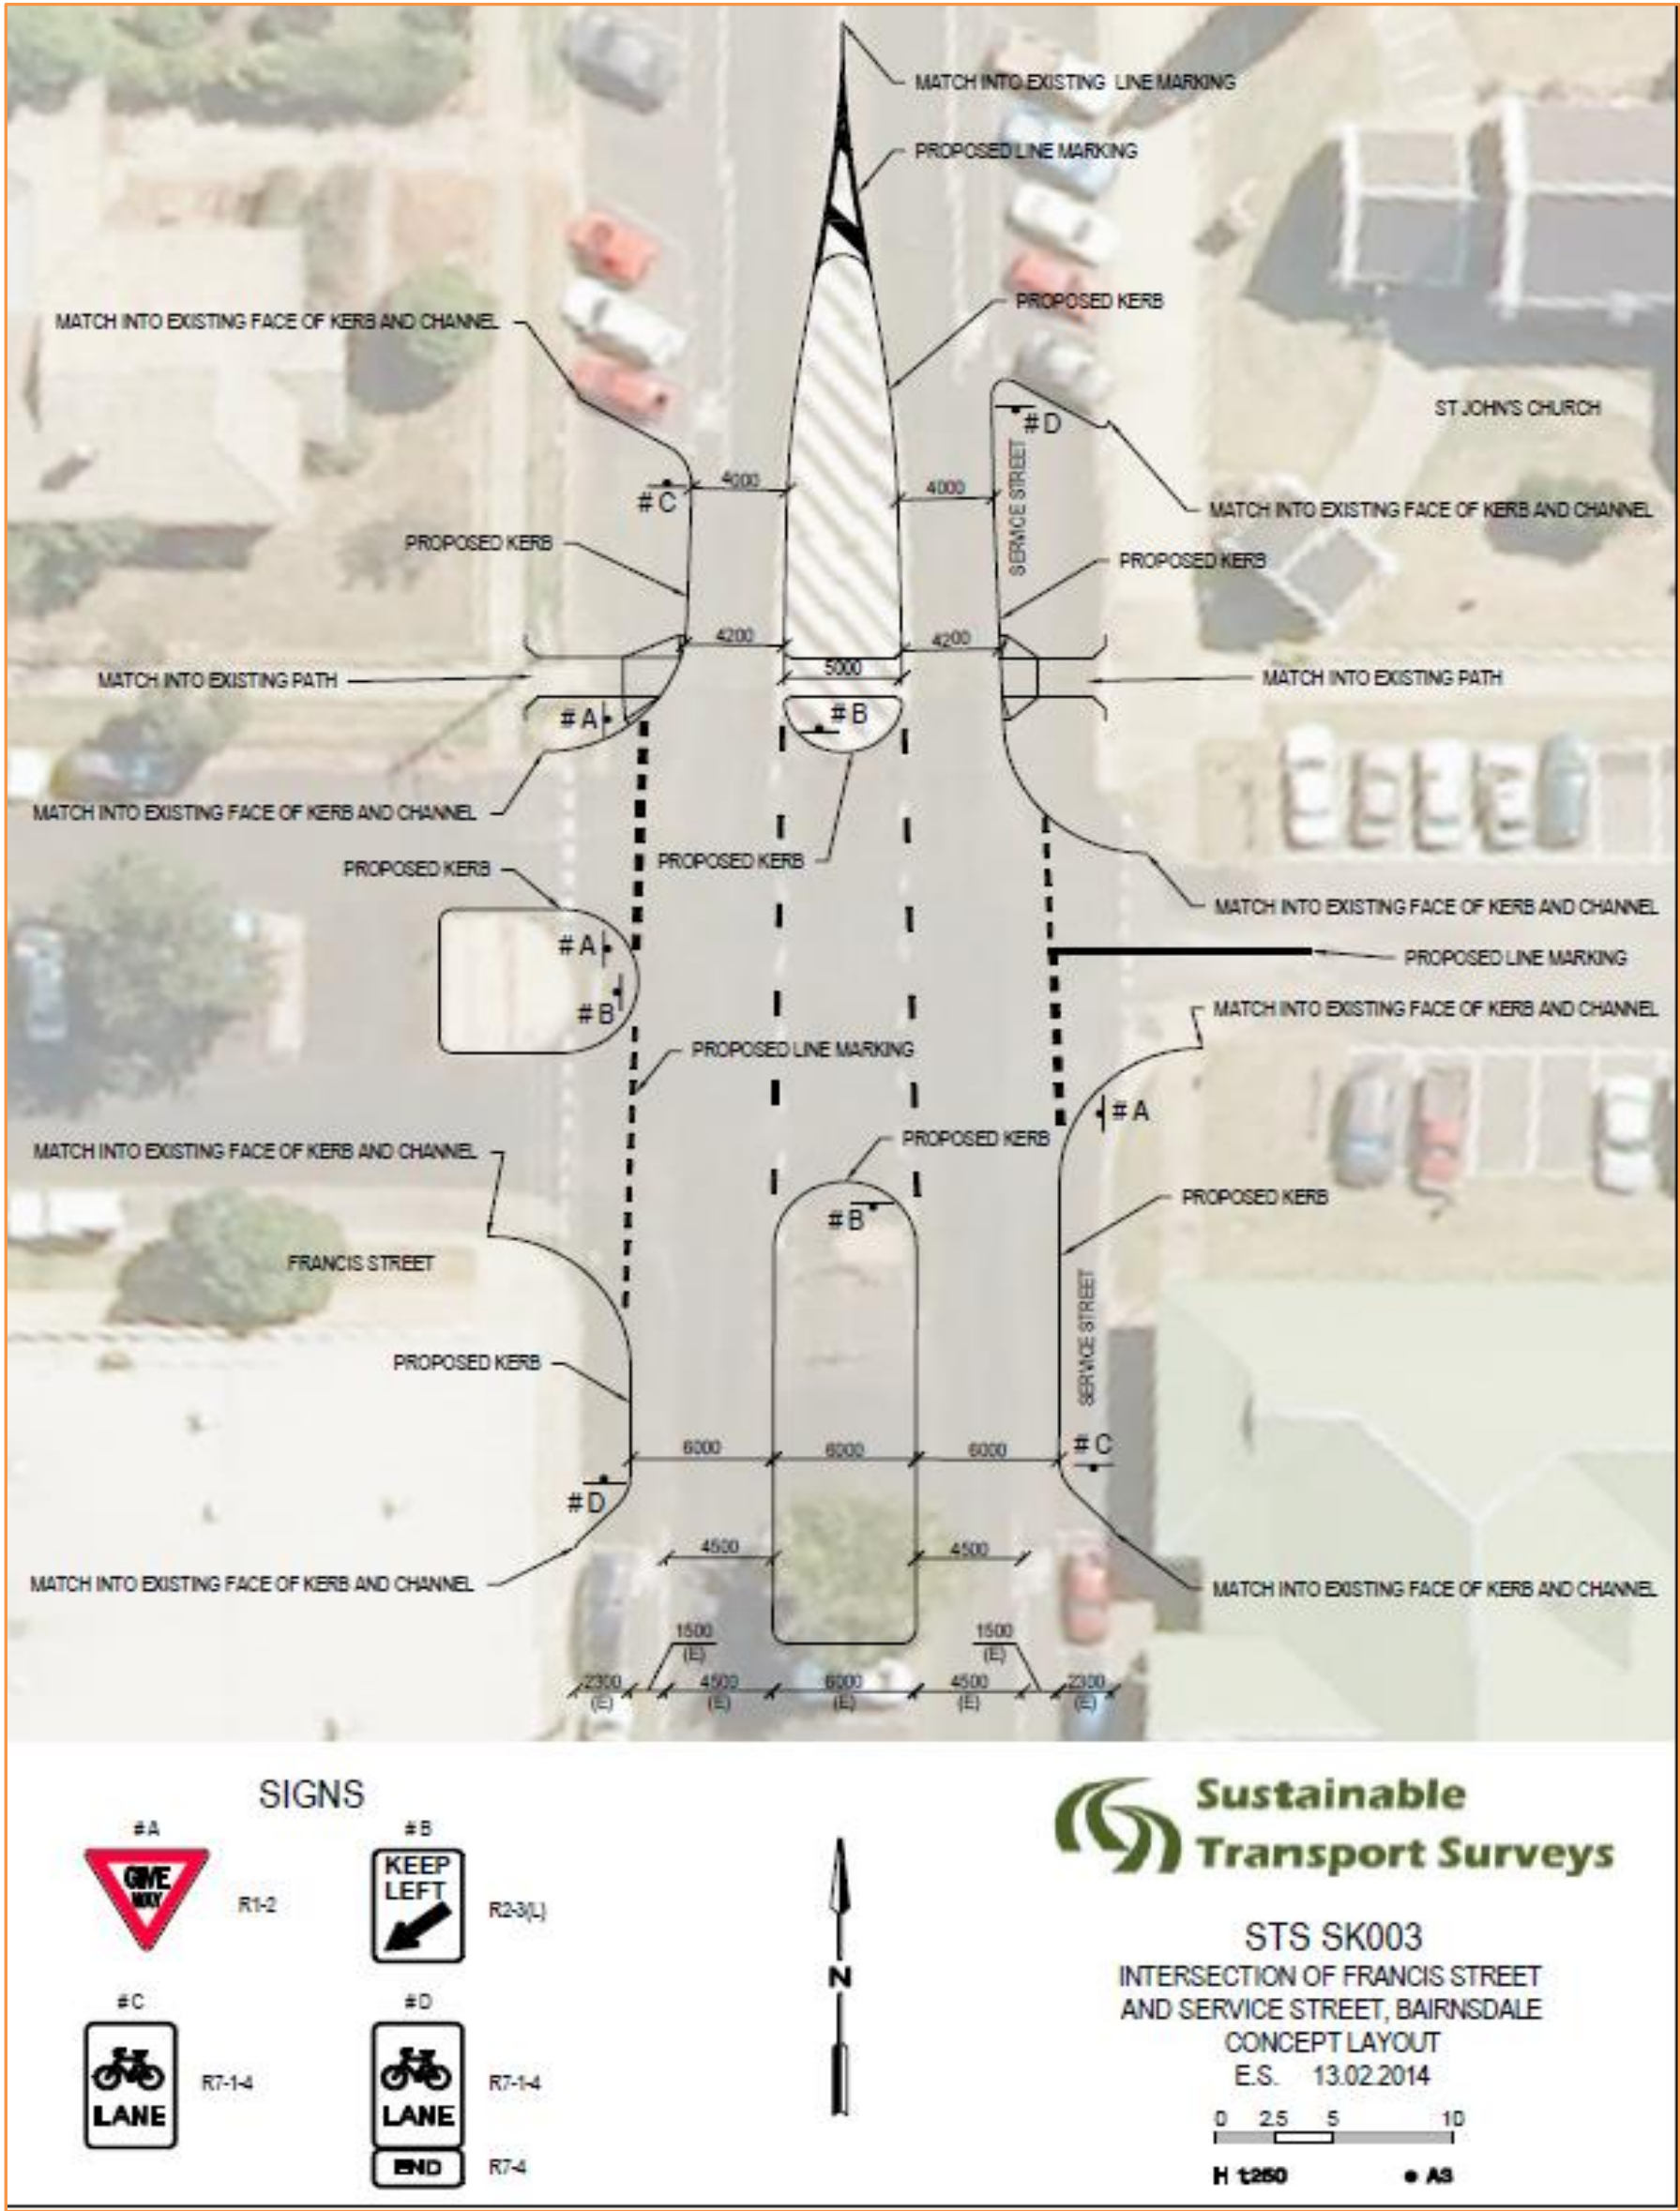 MATCH INTO EXISTING LINE MARKING
PROPOSED LINE MARKING
PROPOSED KERB
MATCH INTO EXISTING FACE OF KERB AND CHANNEL
ST JOHN'S CHURCH
#D
SERVICE STREET
4000
4000
#C
MATCH INTO EXISTING FACE OF KERB AND CHANNEL
PROPOSED KERB
PROPOSED KERB
4200
4200
5000
MATCH INTO EXISTING PATH
MATCH INTO EXISTING PATH
#A
#B
MATCH INTO EXISTING FACE OF KERB AND CHANNEL
PROPOSED KERB
PROPOSED KERB
MATCH INTO EXISTING FACE OF KERB AND CHANNEL
#A
PROPOSED LINE MARKING
#B
MATCH INTO EXISTING FACE OF KERB AND CHANNEL
PROPOSED LINE MARKING
#A
PROPOSED KERB
MATCH INTO EXISTING FACE OF KERB AND CHANNEL
PROPOSED KERB
#B
FRANCIS STREET
SERVICE STREET
PROPOSED KERB
6000
6000
6000
#C
#D
4500
4500
MATCH INTO EXISTING FACE OF KERB AND CHANNEL
MATCH INTO EXISTING FACE OF KERB AND CHANNEL
1500
(E)
1500
(E)
2300
(E)
4500
(E)
6000
(E)
4500
(E)
2300
(E)
SIGNS
#A
GIVE
WAY
R1-2
#B
KEEP
LEFT
R2-3(L)
#C
LANE
R7-1-4
#D
LANE
R7-1-4
END
R7-4
N
Sustainable
Transport Surveys
STS SK003
INTERSECTION OF FRANCIS STREET
AND SERVICE STREET, BAIRNSDALE
CONCEPT LAYOUT
E.S. 13.02.2014
0 2.5 5 10
H 1:250
A3